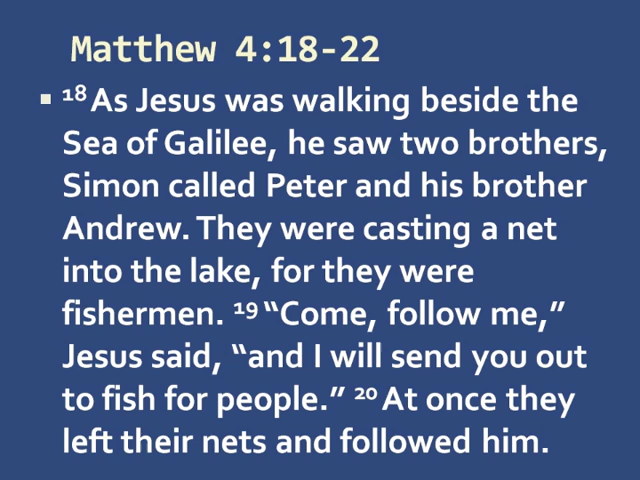 Matthew 4:18-22
▪ ¹⁸ As Jesus was walking beside the
Sea of Galilee, he saw two brothers,
Simon called Peter and his brother
Andrew. They were casting a net
into the lake, for they were
fishermen. ¹⁹ “Come, follow me,”
Jesus said, “and I will send you out
to fish for people.” ²⁰ At once they
left their nets and followed him.